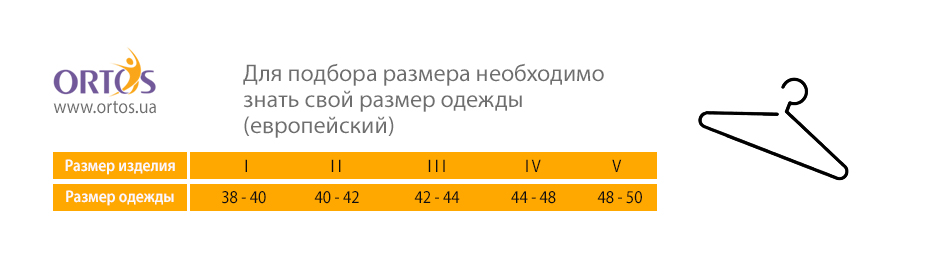 ORTOS
www.ortos.ua
Для подбора размера необходимо
знать свой размер одежды
(европейский)
Размер изделия I II III IV V
Размер одежды 38 - 40 40 - 42 42 - 44 44 - 48 48 - 50